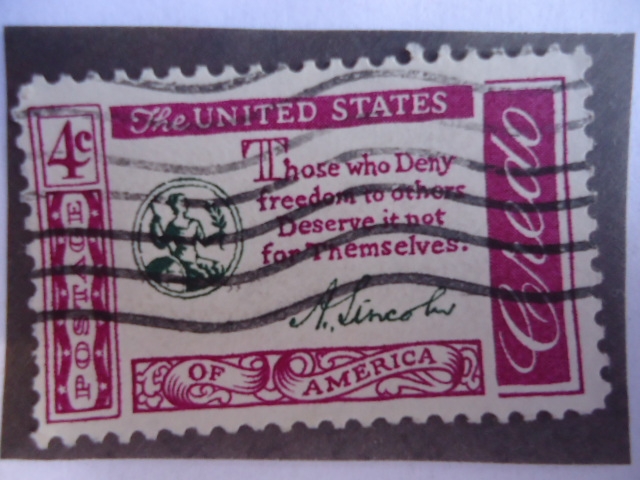 The UNITED STATES
4c
POSTAGE
Those who Deny
freedom to others
Deserve it not
for Themselves.
A. Lincoln
OF AMERICA
Credo